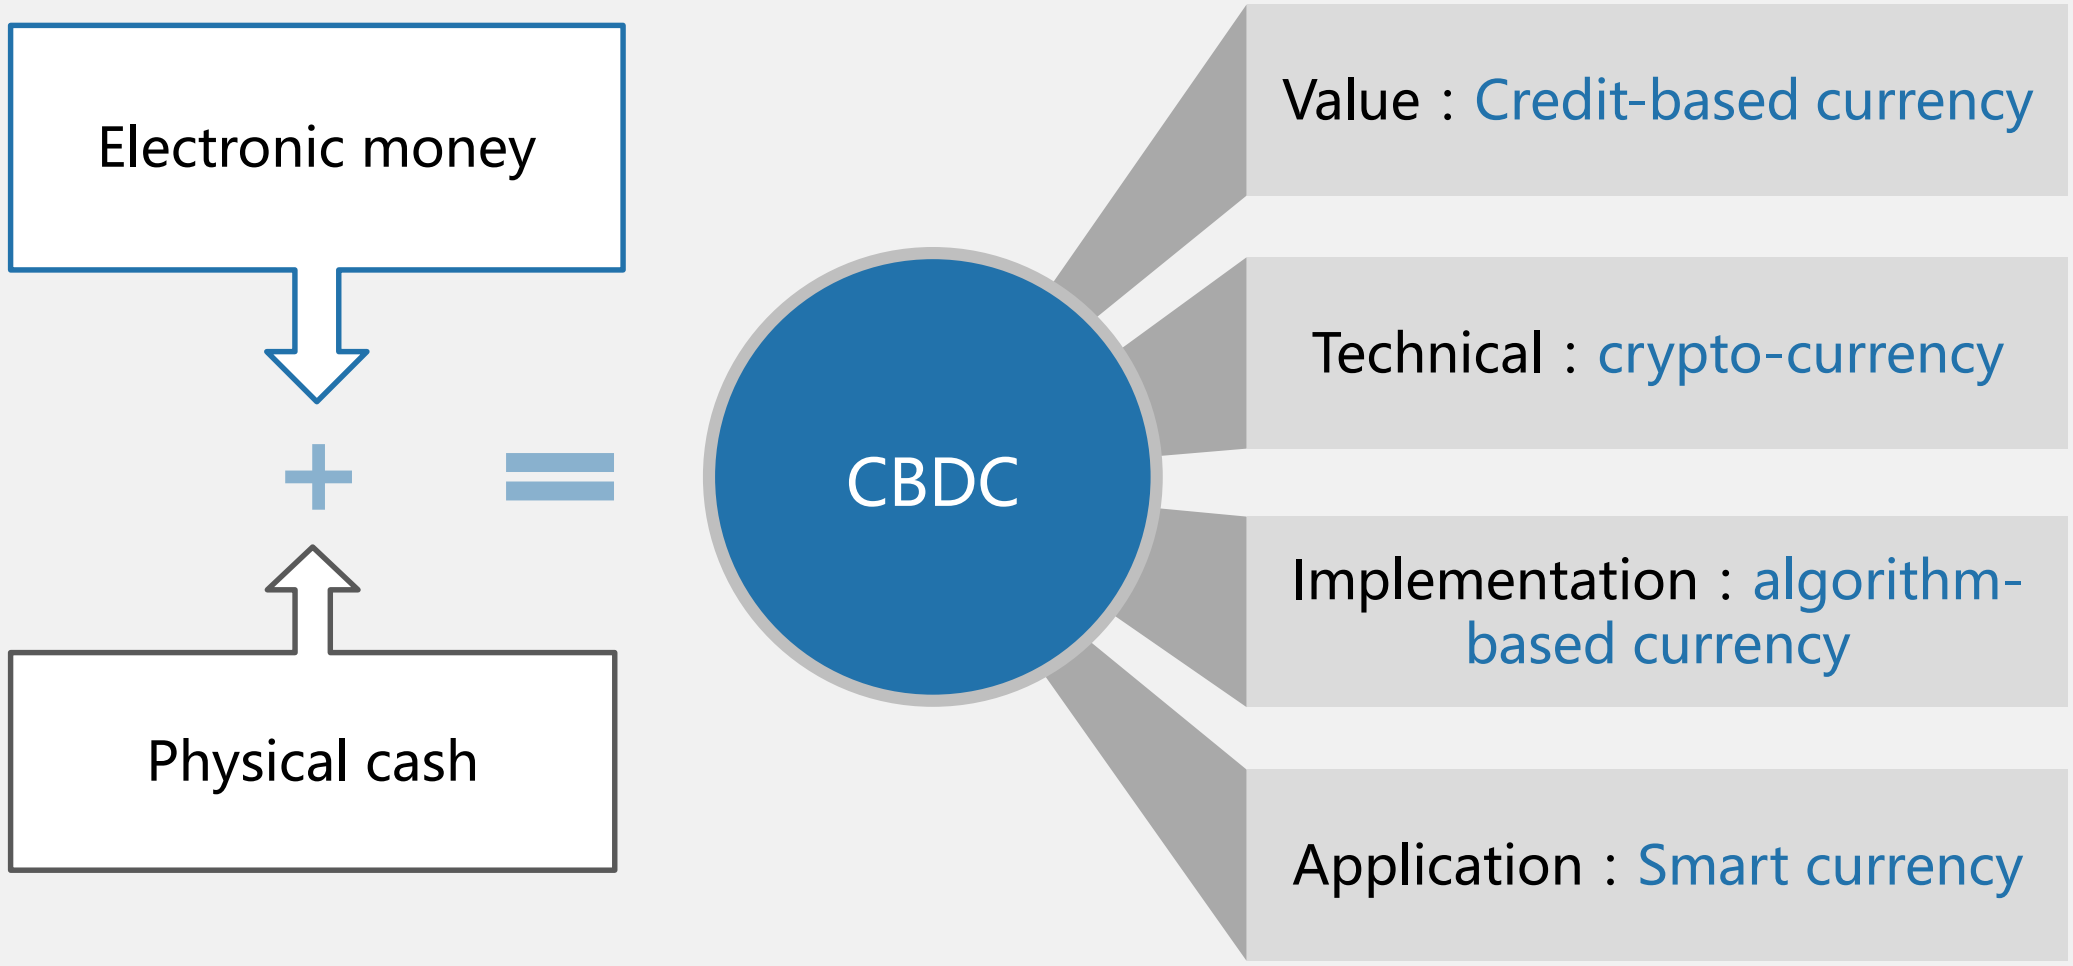 Electronic money
+
=
Physical cash
CBDC
Value：Credit-based currency
Technical：crypto-currency
Implementation：algorithm-
based currency
Application：Smart currency